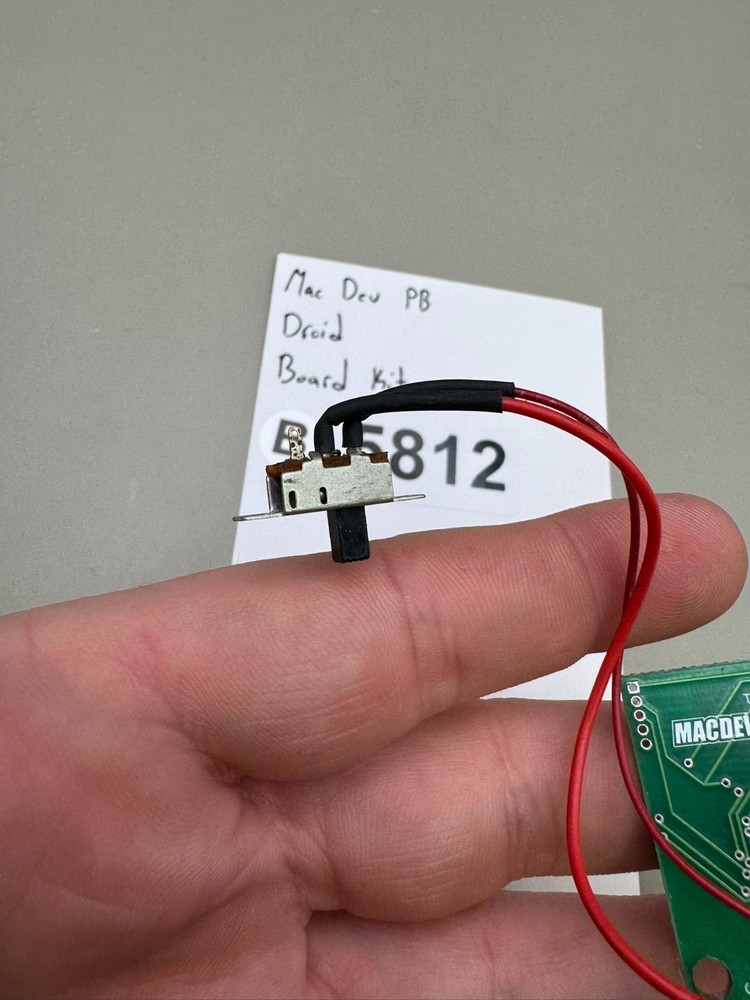 Mac Dev PB
Droid
Board Kit
5812
MACDEV